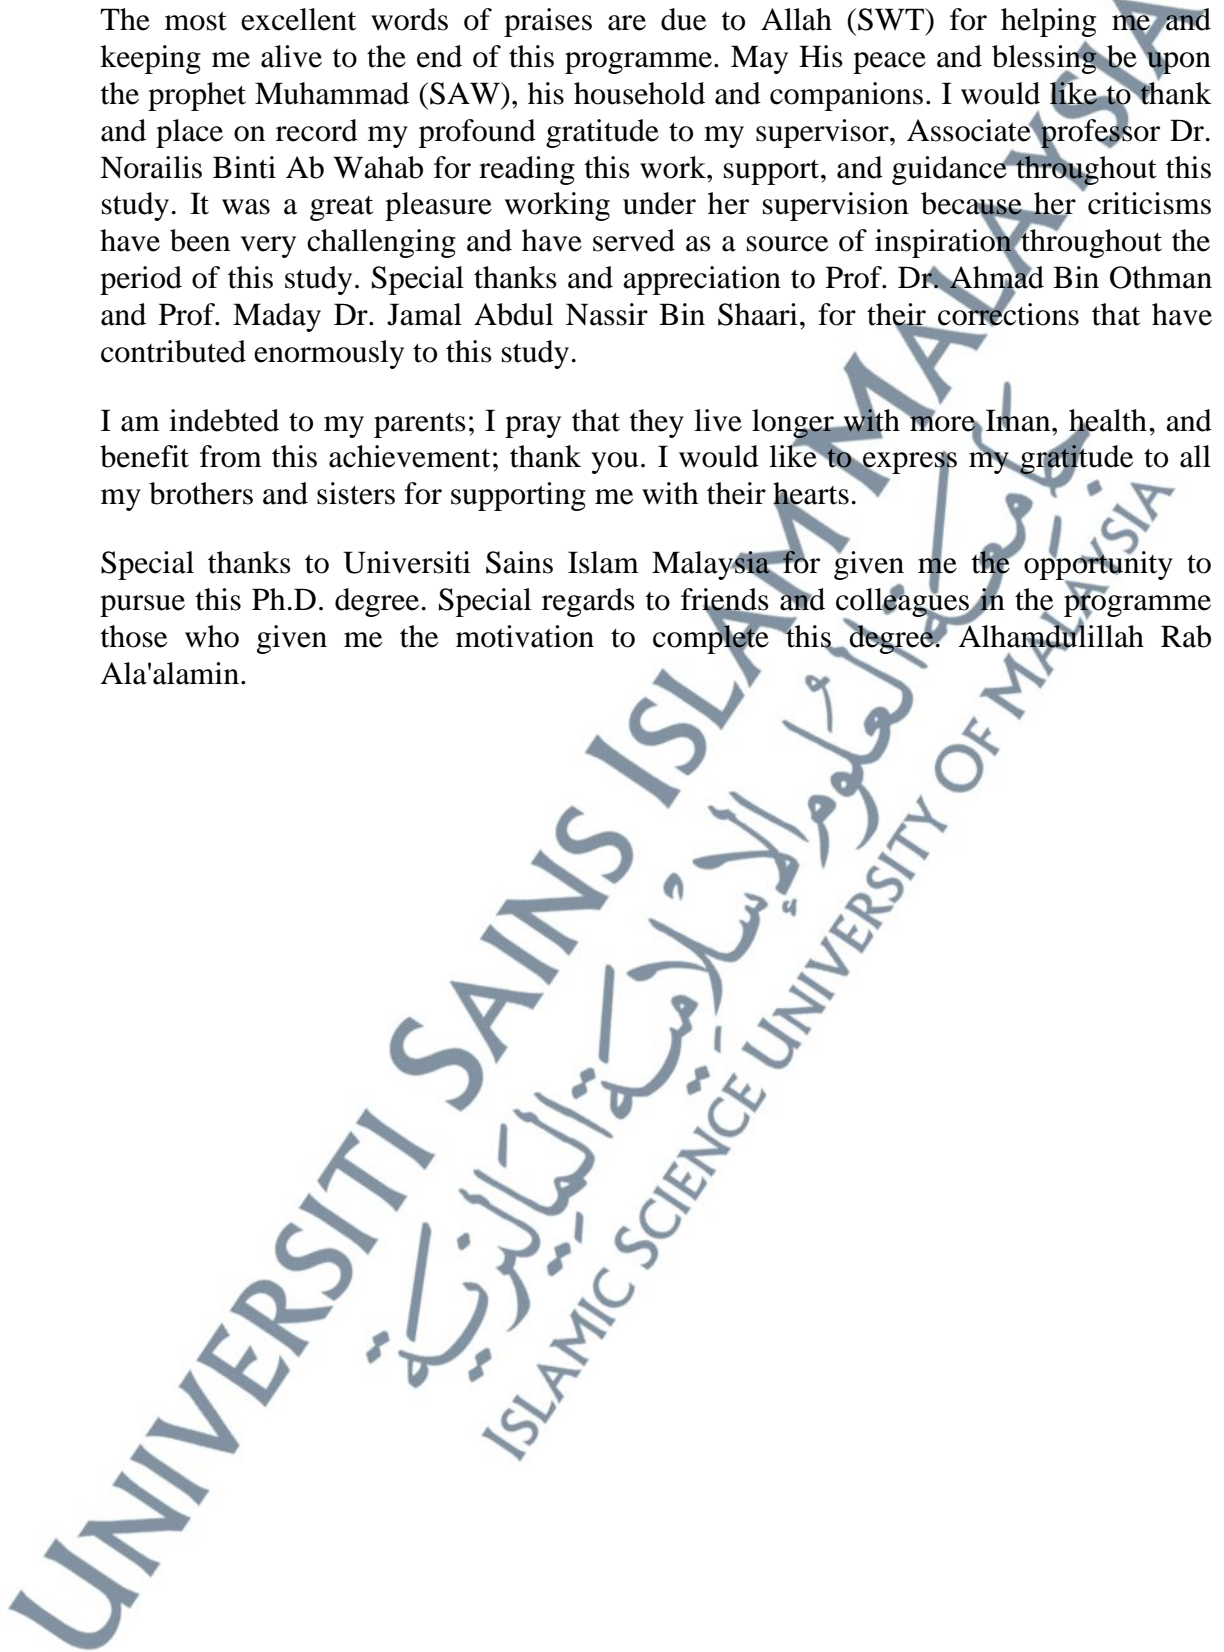 The most excellent words of praises are due to Allah (SWT) for helping me and
keeping me alive to the end of this programme. May His peace and blessing be upon
the prophet Muhammad (SAW), his household and companions. I would like to thank
and place on record my profound gratitude to my supervisor, Associate professor Dr.
Norailis Binti Ab Wahab for reading this work, support, and guidance throughout this
study. It was a great pleasure working under her supervision because her criticisms
have been very challenging and have served as a source of inspiration throughout the
period of this study. Special thanks and appreciation to Prof. Dr. Ahmad Bin Othman
and Prof. Maday Dr. Jamal Abdul Nassir Bin Shaari, for their corrections that have
contributed enormously to this study.
I am indebted to my parents; I pray that they live longer with more Iman, health, and
benefit from this achievement; thank you. I would like to express my gratitude to all
my brothers and sisters for supporting me with their hearts.
Special thanks to Universiti Sains Islam Malaysia for given me the opportunity to
pursue this Ph.D. degree. Special regards to friends and colleagues in the programme
those who given me the motivation to complete this degree. Alhamdulillah Rab
Ala'alamin.
UNIVERSITI SAINS ISLAM MALAYSIA
جَامِعَة العُلُوم الإِسْلَامِيَة المَالِيزِيَة
ISLAMIC SCIENCE UNIVERSITY OF MALAYSIA